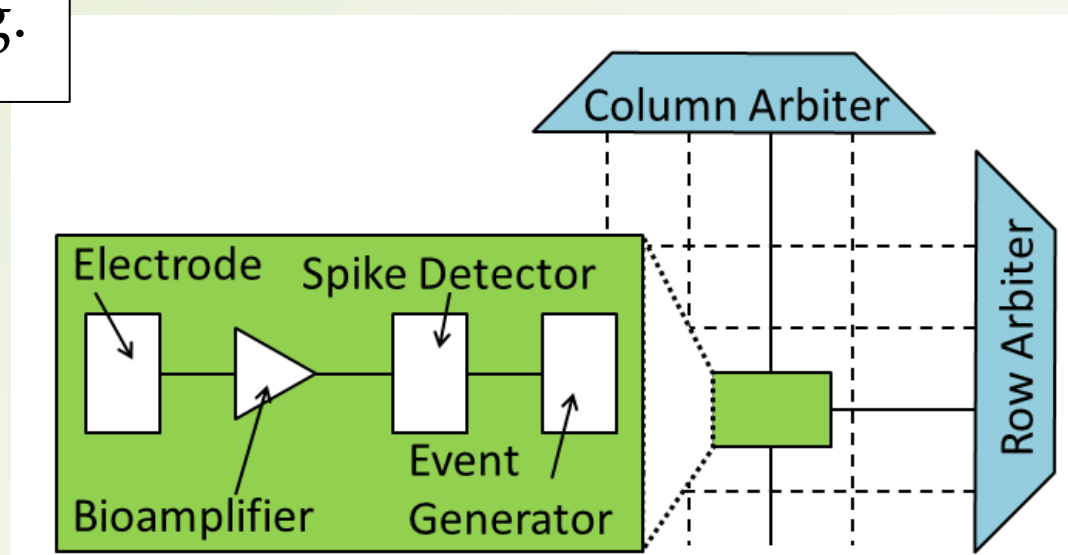 g.
Column Arbiter
Electrode
Spike Detector
Row Arbiter
Event
Generator
Bioamplifier